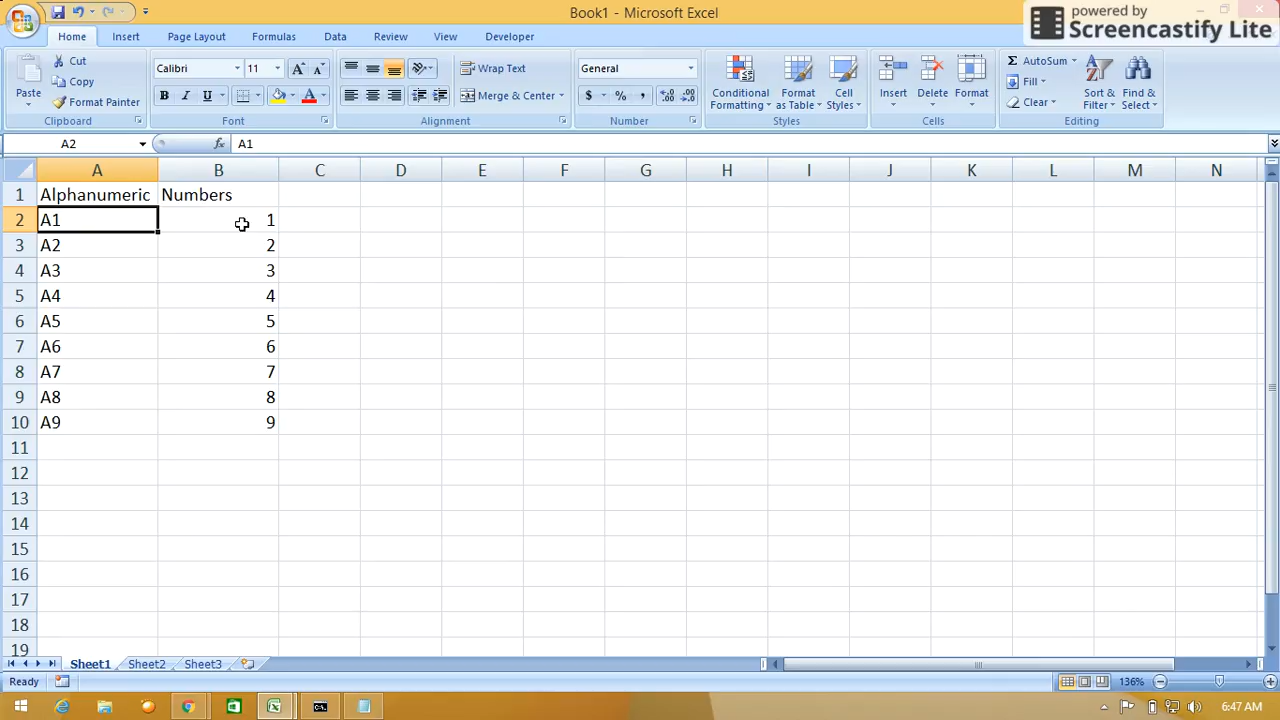 Book1 - Microsoft Excel
powered by
Screencastify Lite
Home Insert Page Layout Formulas Data Review View Developer
Paste
Cut
Copy
Format Painter
Clipboard
Calibri 11
A A
B I U
A
Font
Wrap Text
Merge & Center
Alignment
General
$ % ,
Number
Conditional Formatting
Format as Table
Cell Styles
Styles
Insert
Delete
Format
Cells
Σ AutoSum
Fill
Clear
Sort & Filter
Find & Select
Editing
A2 fx A1
A B C D E F G H I J K L M N
1 Alphanumeric Numbers
2 A1 1
3 A2 2
4 A3 3
5 A4 4
6 A5 5
7 A6 6
8 A7 7
9 A8 8
10 A9 9
11
12
13
14
15
16
17
18
19
Sheet1 Sheet2 Sheet3
Ready 136%
6:47 AM